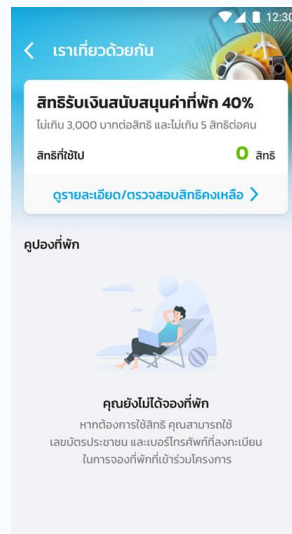 12:30
เราเที่ยวด้วยกัน
สิทธิรับเงินสนับสนุนค่าที่พัก 40%
ไม่เกิน 3,000 บาทต่อสิทธิ และไม่เกิน 5 สิทธิต่อคน
สิทธิที่ใช้ไป 0 สิทธิ
ดูรายละเอียด/ตรวจสอบสิทธิคงเหลือ
คูปองที่พัก
คุณยังไม่ได้จองที่พัก
หากต้องการใช้สิทธิ คุณสามารถใช้
เลขบัตรประชาชน และเบอร์โทรศัพท์ที่ลงทะเบียน
ในการจองที่พักที่เข้าร่วมโครงการ